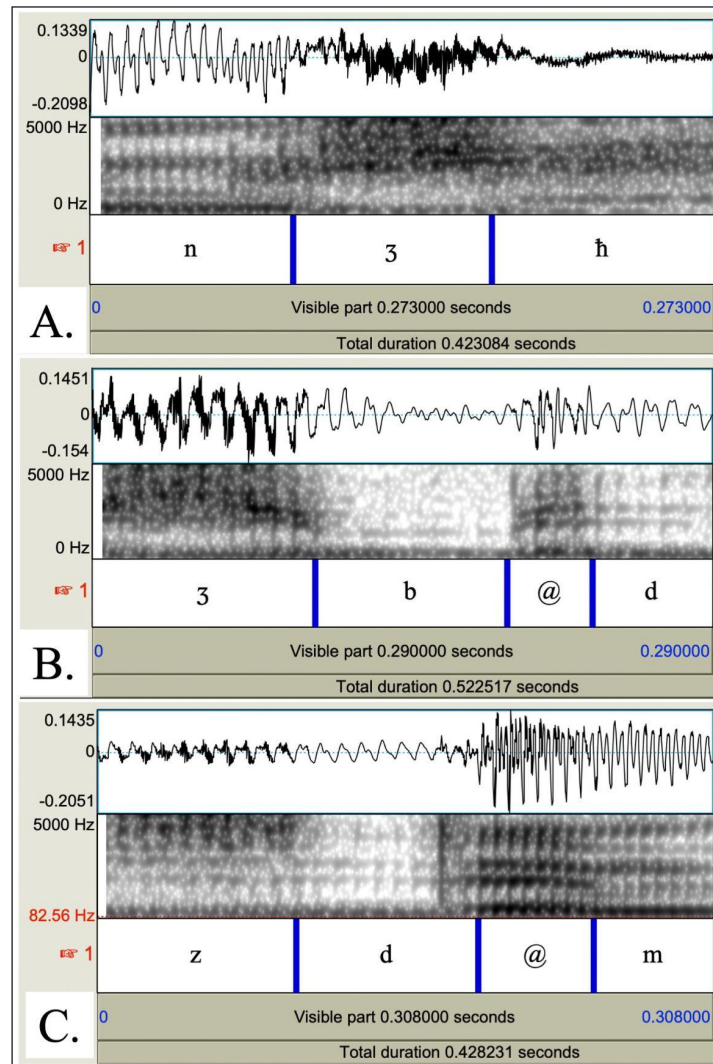 0.1339
0
-0.2098
5000 Hz
0 Hz
☞ 1
n ʒ ħ
A.
0 Visible part 0.273000 seconds 0.273000
Total duration 0.423084 seconds
0.1451
0
-0.154
5000 Hz
0 Hz
☞ 1
ʒ b @ d
B.
0 Visible part 0.290000 seconds 0.290000
Total duration 0.522517 seconds
0.1435
0
-0.2051
5000 Hz
82.56 Hz
☞ 1
z d @ m
C.
0 Visible part 0.308000 seconds 0.308000
Total duration 0.428231 seconds